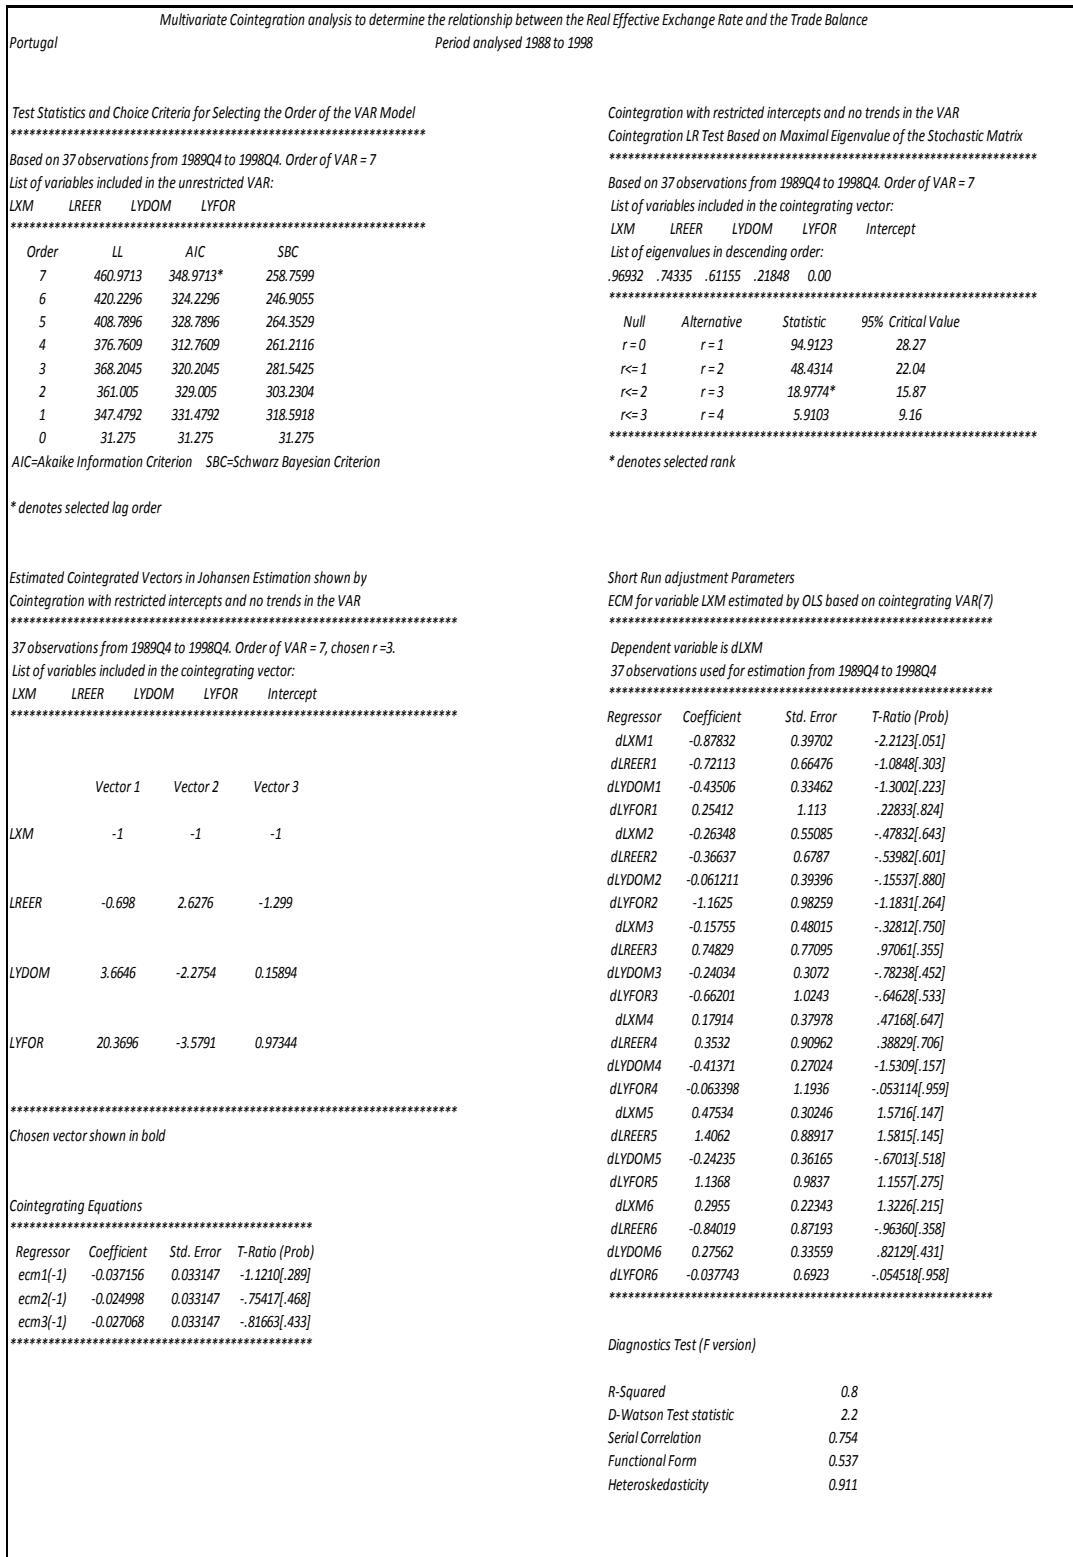 Multivariate Cointegration analysis to determine the relationship between the Real Effective Exchange Rate and the Trade Balance
Portugal Period analysed 1988 to 1998
Test Statistics and Choice Criteria for Selecting the Order of the VAR Model
******************************************************************
Based on 37 observations from 1989Q4 to 1998Q4. Order of VAR = 7
List of variables included in the unrestricted VAR:
LXM LREER LYDOM LYFOR
******************************************************************
Order LL AIC SBC
7 460.9713 348.9713* 258.7599
6 420.2296 324.2296 246.9055
5 408.7896 328.7896 264.3529
4 376.7609 312.7609 261.2116
3 368.2045 320.2045 281.5425
2 361.005 329.005 303.2304
1 347.4792 331.4792 318.5918
0 31.275 31.275 31.275
AIC=Akaike Information Criterion SBC=Schwarz Bayesian Criterion
* denotes selected lag order
Cointegration with restricted intercepts and no trends in the VAR
Cointegration LR Test Based on Maximal Eigenvalue of the Stochastic Matrix
********************************************************************
Based on 37 observations from 1989Q4 to 1998Q4. Order of VAR = 7
List of variables included in the cointegrating vector:
LXM LREER LYDOM LYFOR Intercept
List of eigenvalues in descending order:
.96932 .74335 .61155 .21848 0.00
********************************************************************
Null Alternative Statistic 95% Critical Value
r = 0 r = 1 94.9123 28.27
r<= 1 r = 2 48.4314 22.04
r<= 2 r = 3 18.9774* 15.87
r<= 3 r = 4 5.9103 9.16
********************************************************************
* denotes selected rank
Estimated Cointegrated Vectors in Johansen Estimation shown by
Cointegration with restricted intercepts and no trends in the VAR
***********************************************************************
37 observations from 1989Q4 to 1998Q4. Order of VAR = 7, chosen r =3.
List of variables included in the cointegrating vector:
LXM LREER LYDOM LYFOR Intercept
***********************************************************************
Vector 1 Vector 2 Vector 3
LXM -1 -1 -1
LREER -0.698 2.6276 -1.299
LYDOM 3.6646 -2.2754 0.15894
LYFOR 20.3696 -3.5791 0.97344
***********************************************************************
Chosen vector shown in bold
Cointegrating Equations
************************************************
Regressor Coefficient Std. Error T-Ratio (Prob)
ecm1(-1) -0.037156 0.033147 -1.1210[.289]
ecm2(-1) -0.024998 0.033147 -.75417[.468]
ecm3(-1) -0.027068 0.033147 -.81663[.433]
************************************************
Short Run adjustment Parameters
ECM for variable LXM estimated by OLS based on cointegrating VAR(7)
*************************************************************
Dependent variable is dLXM
37 observations used for estimation from 1989Q4 to 1998Q4
*************************************************************
Regressor Coefficient Std. Error T-Ratio (Prob)
dLXM1 -0.87832 0.39702 -2.2123[.051]
dLREER1 -0.72113 0.66476 -1.0848[.303]
dLYDOM1 -0.43506 0.33462 -1.3002[.223]
dLYFOR1 0.25412 1.113 .22833[.824]
dLXM2 -0.26348 0.55085 -.47832[.643]
dLREER2 -0.36637 0.6787 -.53982[.601]
dLYDOM2 -0.061211 0.39396 -.15537[.880]
dLYFOR2 -1.1625 0.98259 -1.1831[.264]
dLXM3 -0.15755 0.48015 -.32812[.750]
dLREER3 0.74829 0.77095 .97061[.355]
dLYDOM3 -0.24034 0.3072 -.78238[.452]
dLYFOR3 -0.66201 1.0243 -.64628[.533]
dLXM4 0.17914 0.37978 .47168[.647]
dLREER4 0.3532 0.90962 .38829[.706]
dLYDOM4 -0.41371 0.27024 -1.5309[.157]
dLYFOR4 -0.063398 1.1936 -.053114[.959]
dLXM5 0.47534 0.30246 1.5716[.147]
dLREER5 1.4062 0.88917 1.5815[.145]
dLYDOM5 -0.24235 0.36165 -.67013[.518]
dLYFOR5 1.1368 0.9837 1.1557[.275]
dLXM6 0.2955 0.22343 1.3226[.215]
dLREER6 -0.84019 0.87193 -.96360[.358]
dLYDOM6 0.27562 0.33559 .82129[.431]
dLYFOR6 -0.037743 0.6923 -.054518[.958]
*************************************************************
Diagnostics Test (F version)
R-Squared 0.8
D-Watson Test statistic 2.2
Serial Correlation 0.754
Functional Form 0.537
Heteroskedasticity 0.911